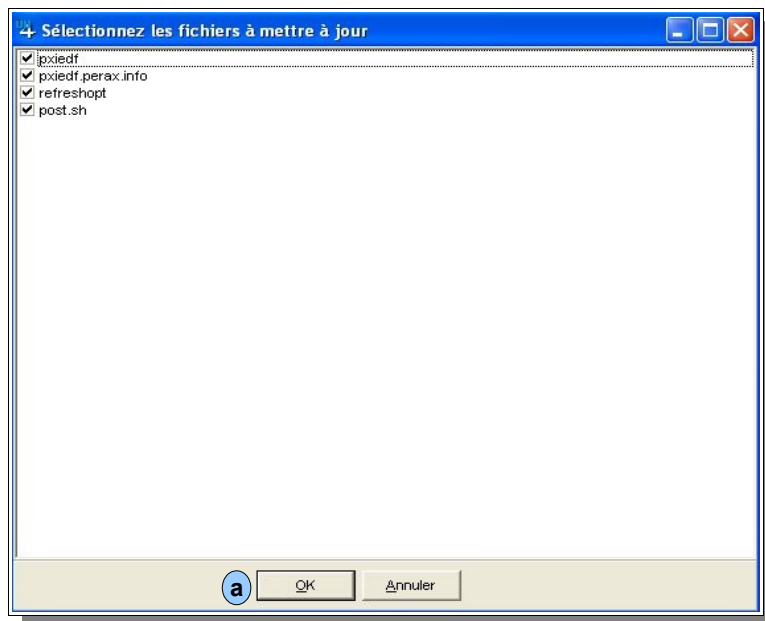 Sélectionnez les fichiers à mettre à jour
pxiedf
pxiedf.perax.info
refreshopt
post.sh
a OK Annuler